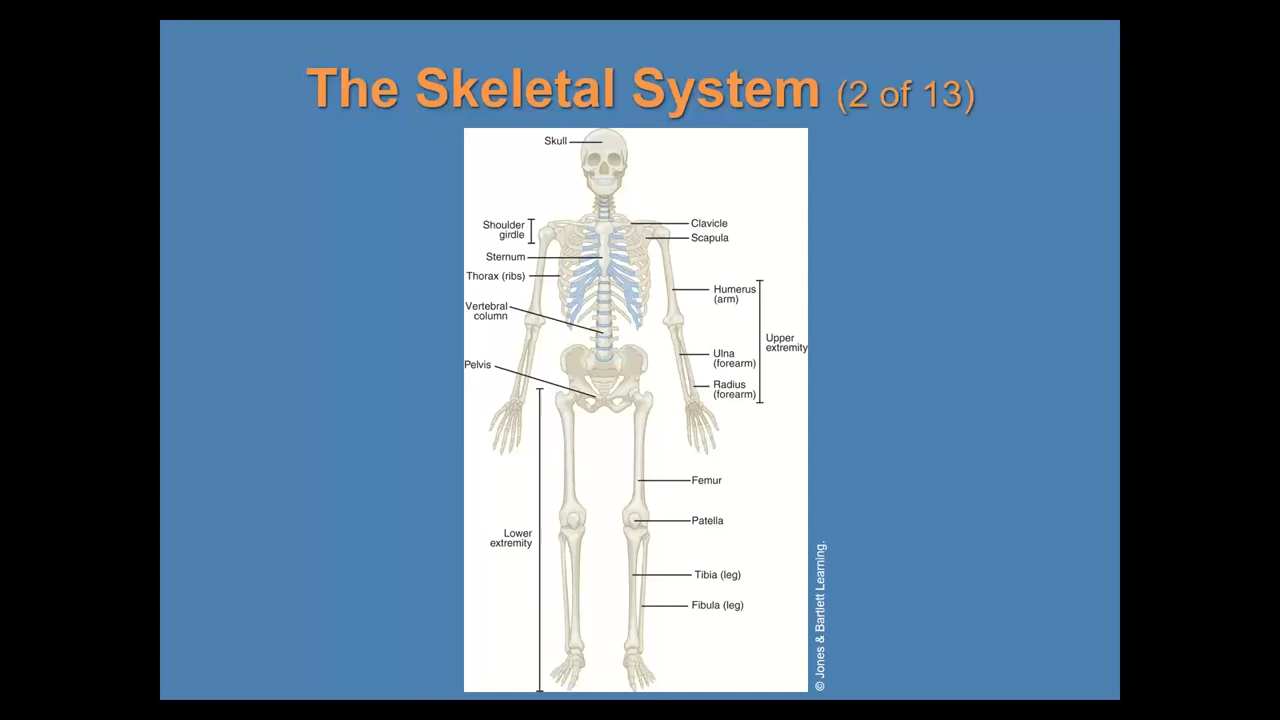 The Skeletal System (2 of 13)
Skull
Shoulder
girdle
Sternum
Thorax (ribs)
Vertebral
column
Pelvis
Lower
extremity
Clavicle
Scapula
Humerus
(arm)
Ulna
(forearm)
Radius
(forearm)
Upper
extremity
Femur
Patella
Tibia (leg)
Fibula (leg)
© Jones & Bartlett Learning.